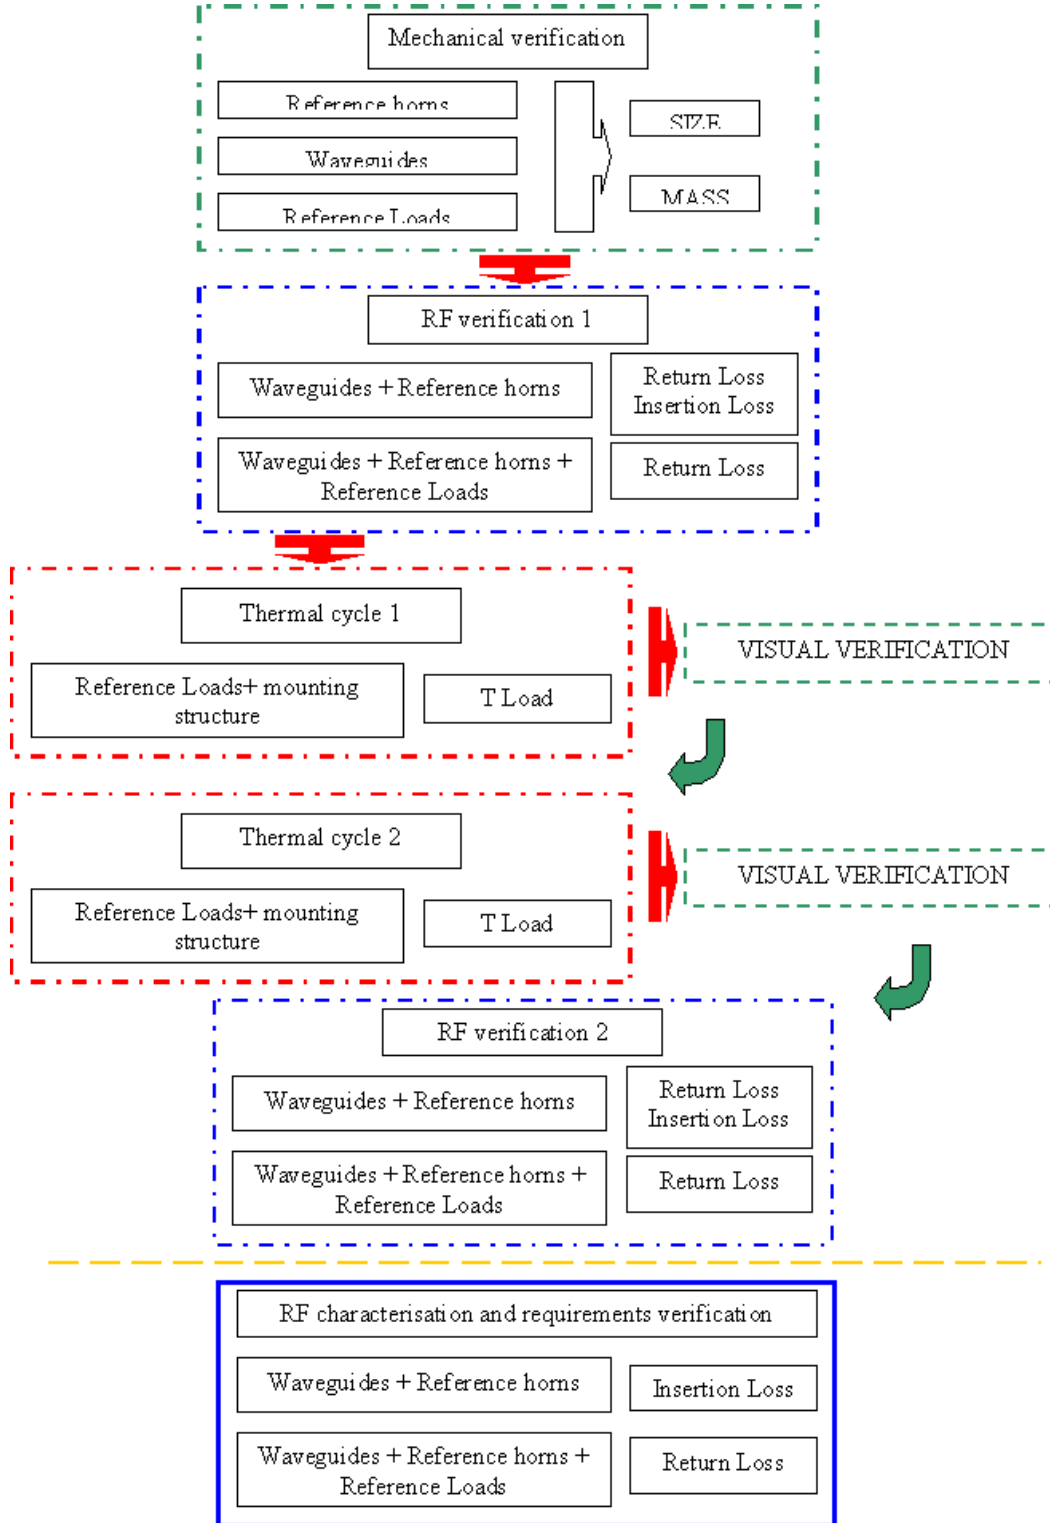 Mechanical verification
Reference horns
SIZE
Waveguides
MASS
Reference Loads
RF verification 1
Waveguides + Reference horns
Return Loss
Insertion Loss
Waveguides + Reference horns +
Reference Loads
Return Loss
Thermal cycle 1
VISUAL VERIFICATION
Reference Loads+ mounting
structure
T Load
Thermal cycle 2
VISUAL VERIFICATION
Reference Loads+ mounting
structure
T Load
RF verification 2
Waveguides + Reference horns
Return Loss
Insertion Loss
Waveguides + Reference horns +
Reference Loads
Return Loss
RF characterisation and requirements verification
Waveguides + Reference horns
Insertion Loss
Waveguides + Reference horns +
Reference Loads
Return Loss